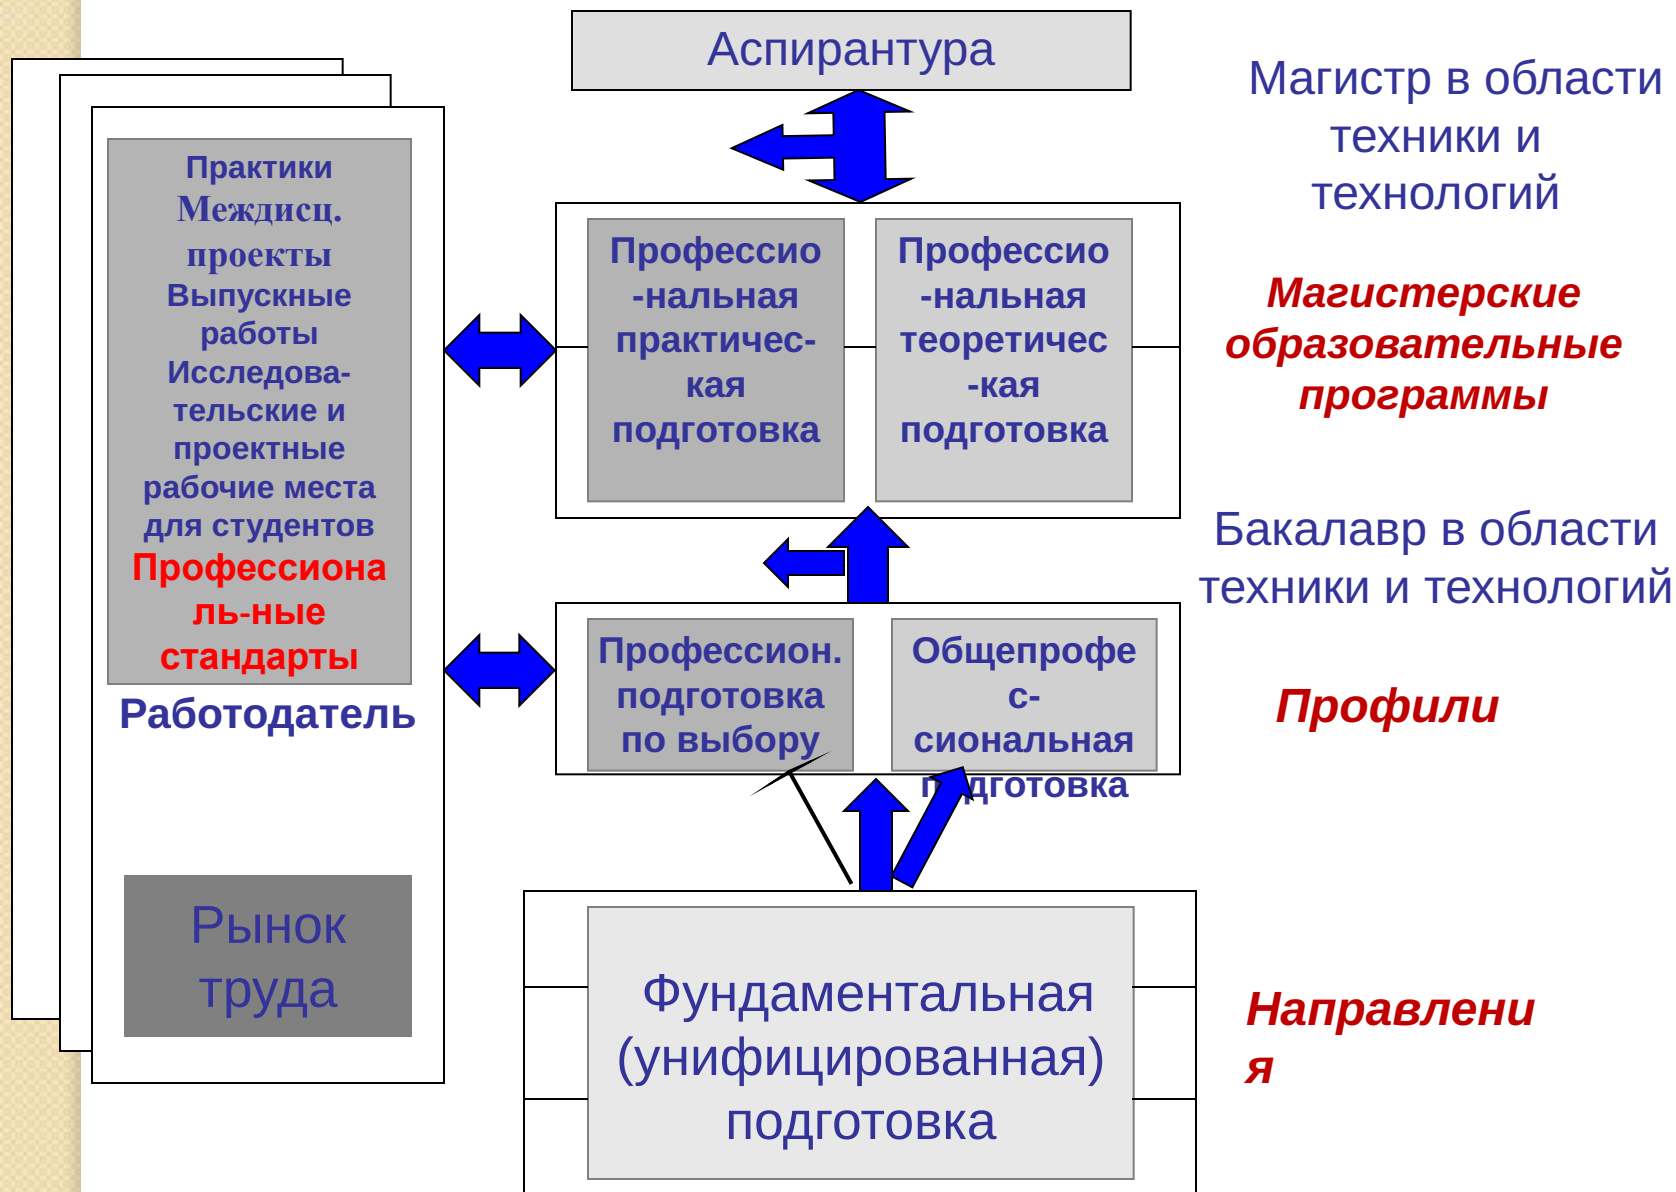 Аспирантура
Магистр в области
техники и
технологий
Практики
Междисц.
проекты
Выпускные
работы
Исследова-
тельские и
проектные
рабочие места
для студентов
Профессиона
ль-ные
стандарты
Работодатель
Рынок
труда
Профессио
-нальная
практичес-
кая
подготовка
Профессио
-нальная
теоретичес
-кая
подготовка
Магистерские
образовательные
программы
Бакалавр в области
техники и технологий
Профессион.
подготовка
по выбору
Общепрофе
с-
сиональная
подготовка
Профили
Фундаментальная
(унифицированная)
подготовка
Направлени
я